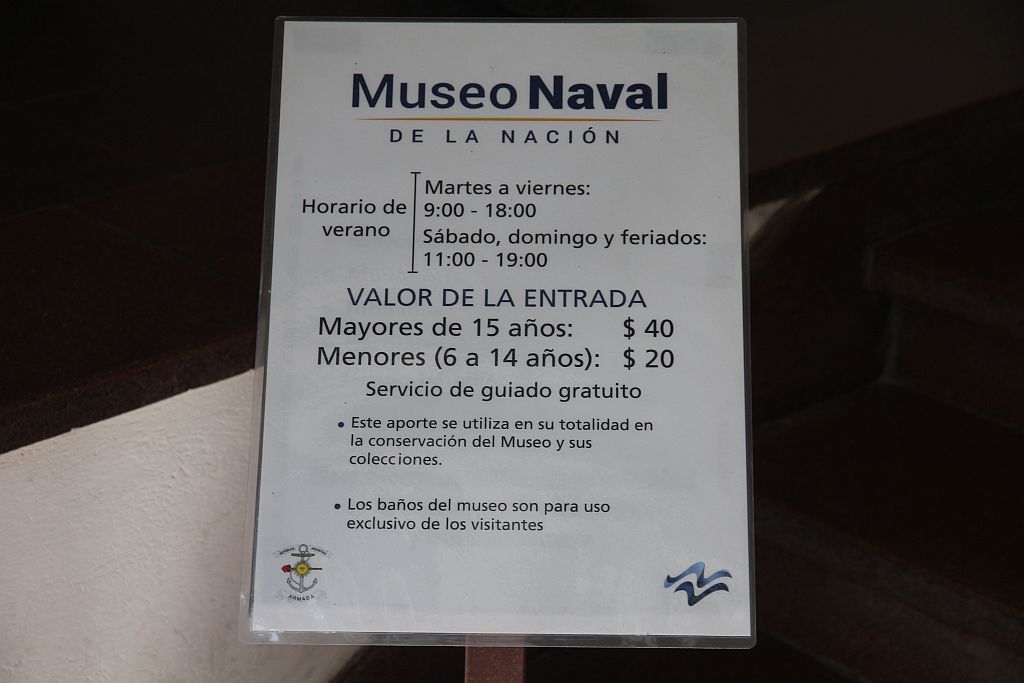 Museo Naval
DE LA NACIÓN
Horario de
verano
Martes a viernes:
9:00 - 18:00
Sábado, domingo y feriados:
11:00 - 19:00
VALOR DE LA ENTRADA
Mayores de 15 años: $ 40
Menores (6 a 14 años): $ 20
Servicio de guiado gratuito
• Este aporte se utiliza en su totalidad en
la conservación del Museo y sus
colecciones.
• Los baños del museo son para uso
exclusivo de los visitantes
ARMADA